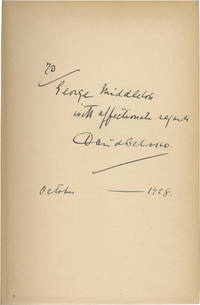 To
George Middleton
with affectionate regards
David Belasco.
October — 1928.